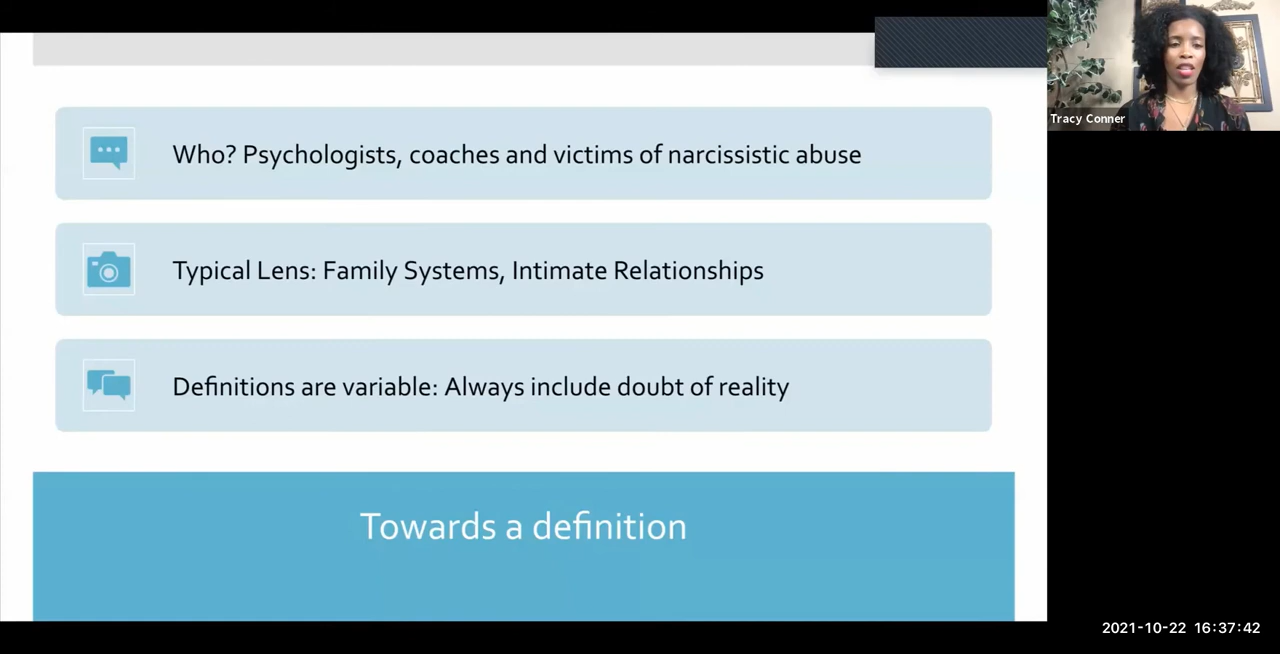 Tracy Conner
Who? Psychologists, coaches and victims of narcissistic abuse
Typical Lens: Family Systems, Intimate Relationships
Definitions are variable: Always include doubt of reality
Towards a definition
2021-10-22 16:37:42